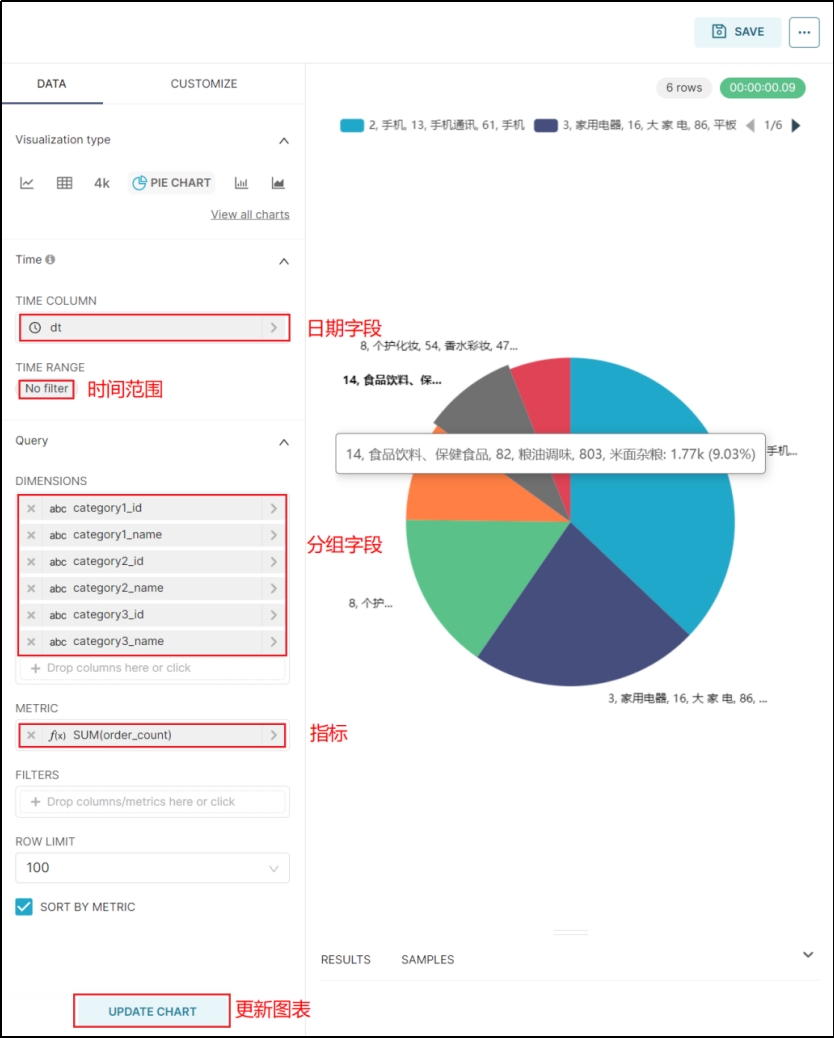 SAVE
...
DATA CUSTOMIZE
6 rows 00:00:00.09
2, 手机, 13, 手机通讯, 61, 手机 3, 家用电器, 16, 大 家 电, 86, 平板 1/6
Visualization type
4k PIE CHART
View all charts
Time
TIME COLUMN
dt
日期字段
TIME RANGE
No filter 时间范围
Query
DIMENSIONS
abc category1_id
abc category1_name
abc category2_id
abc category2_name
abc category3_id
abc category3_name
分组字段
+ Drop columns here or click
METRIC
f(x) SUM(order_count)
指标
FILTERS
+ Drop columns/metrics here or click
ROW LIMIT
100
SORT BY METRIC
UPDATE CHART 更新图表
8, 个护化妆, 54, 香水彩妆, 47...
14, 食品饮料、保...
手机...
14, 食品饮料、保健食品, 82, 粮油调味, 803, 米面杂粮: 1.77k (9.03%)
8, 个护...
3, 家用电器, 16, 大 家 电, 86, ...
RESULTS SAMPLES